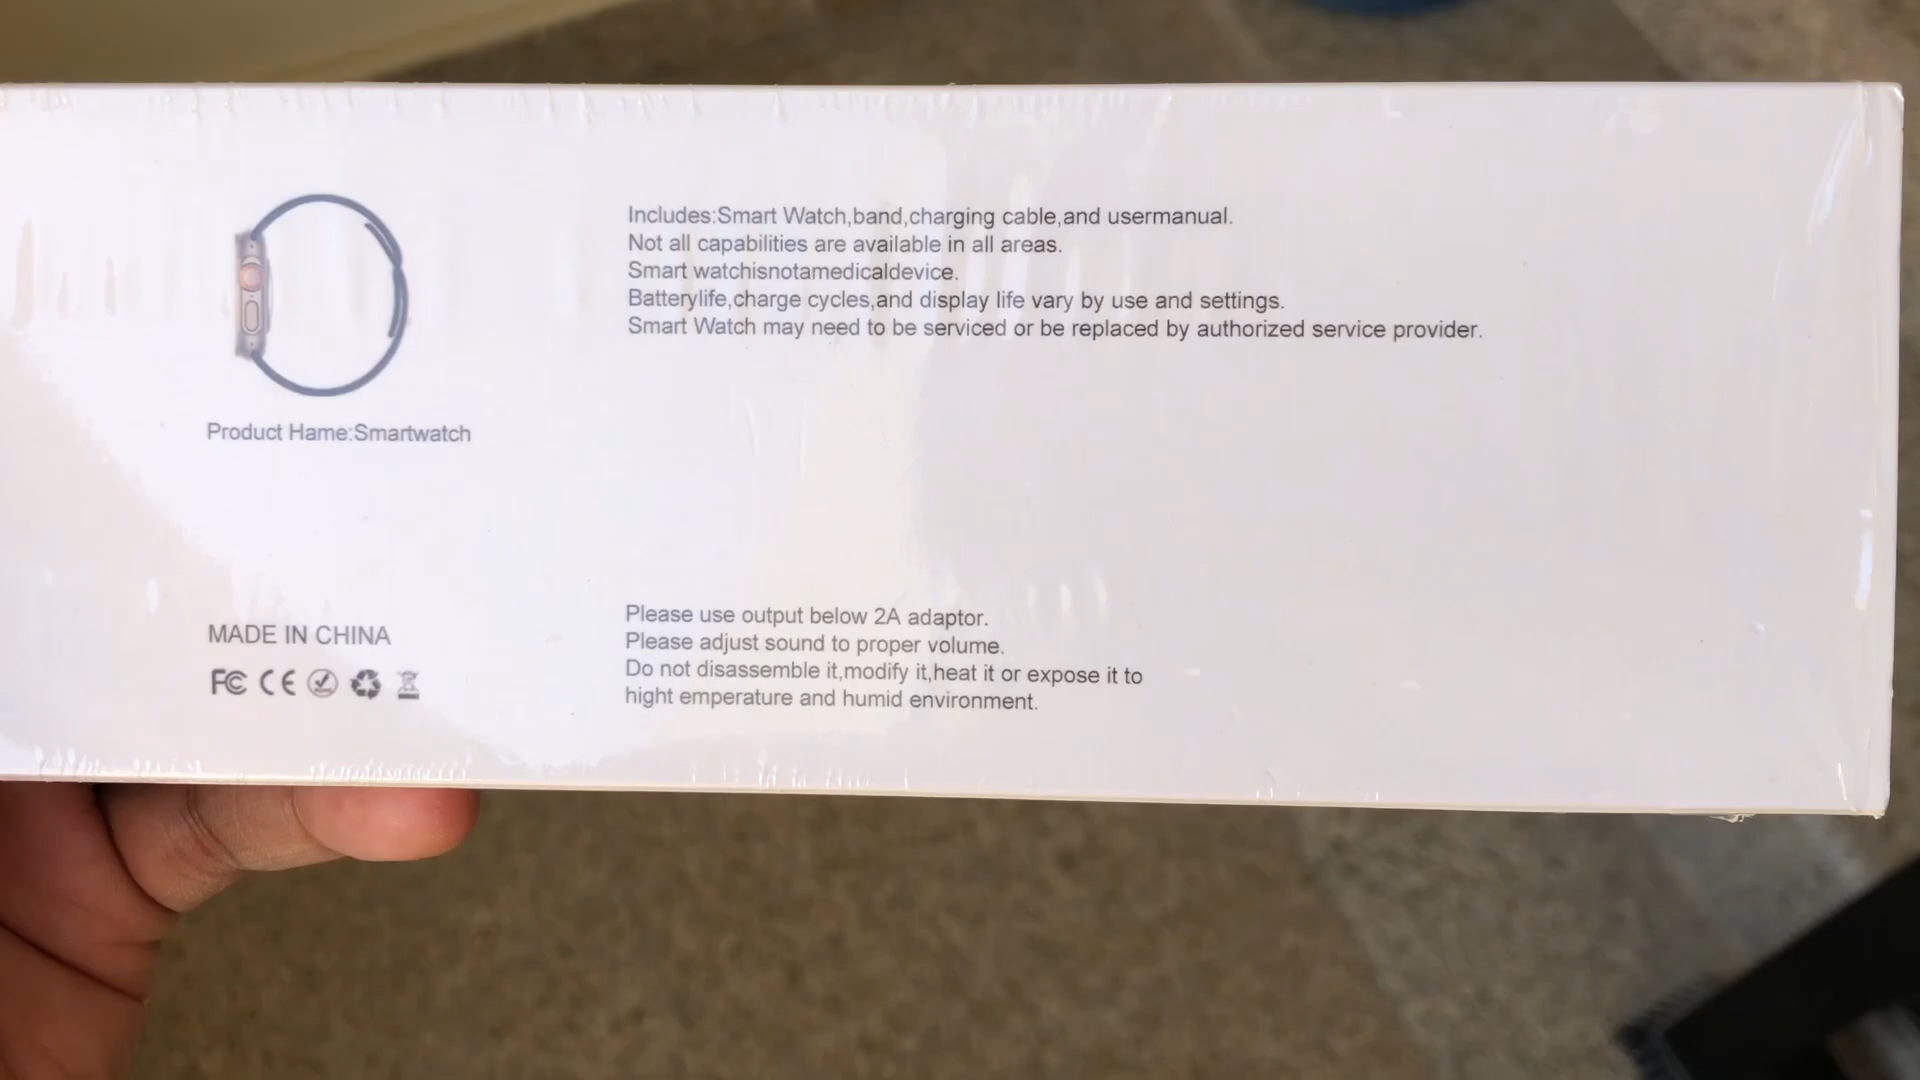 Includes:Smart Watch,band,charging cable,and usermanual.
Not all capabilities are available in all areas.
Smart watchisnotamedicaldevice.
Batterylife,charge cycles,and display life vary by use and settings.
Smart Watch may need to be serviced or be replaced by authorized service provider.
Product Hame:Smartwatch
MADE IN CHINA
FC CE
Please use output below 2A adaptor.
Please adjust sound to proper volume.
Do not disassemble it,modify it,heat it or expose it to
hight emperature and humid environment.